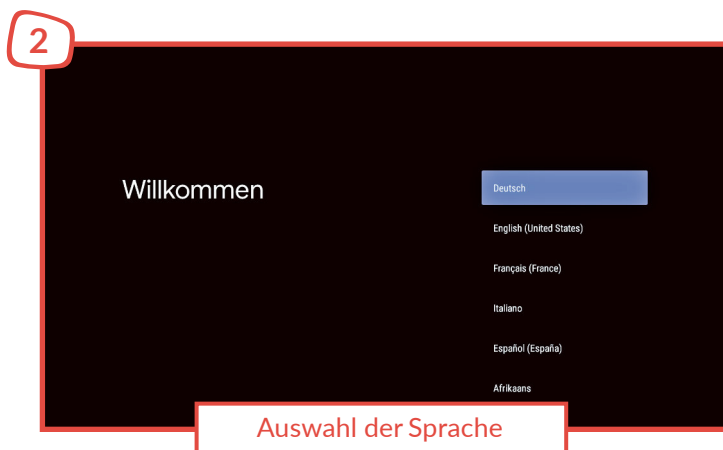 2
Willkommen
Deutsch
English (United States)
Français (France)
Italiano
Español (España)
Afrikaans
Auswahl der Sprache